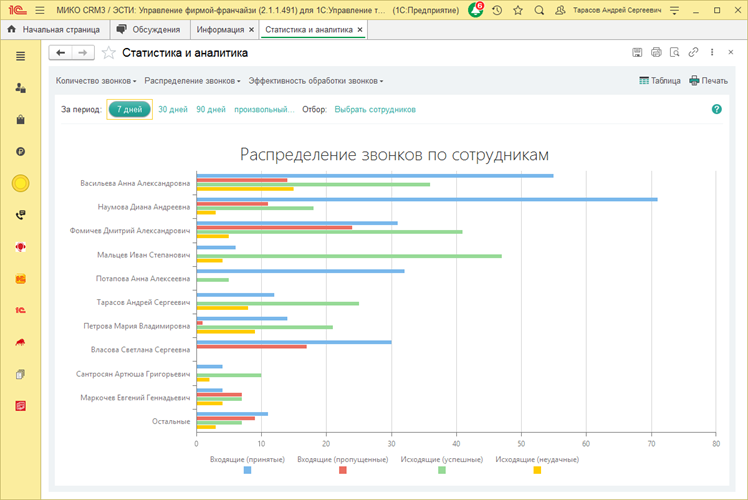 1С МИКО CRM3 / ЭСТИ: Управление фирмой-франчайзи (2.1.1.491) для 1С:Управление т... (1С:Предприятие) 6 Тарасов Андрей Сергеевич
Начальная страница Обсуждения Информация Статистика и аналитика
Статистика и аналитика
Количество звонков Распределение звонков Эффективность обработки звонков Таблица Печать
За период: 7 дней 30 дней 90 дней произвольный... Отбор: Выбрать сотрудников ?
Распределение звонков по сотрудникам
Васильева Анна Александровна
Наумова Диана Андреевна
Фомичев Дмитрий Александрович
Мальцев Иван Степанович
Потапова Анна Алексеевна
Тарасов Андрей Сергеевич
Петрова Мария Владимировна
Власова Светлана Сергеевна
Сантросян Артюша Григорьевич
Маркочев Евгений Геннадьевич
Остальные
0 10 20 30 40 50 60 70 80
Входящие (принятые) Входящие (пропущенные) Исходящие (успешные) Исходящие (неудачные)
1С